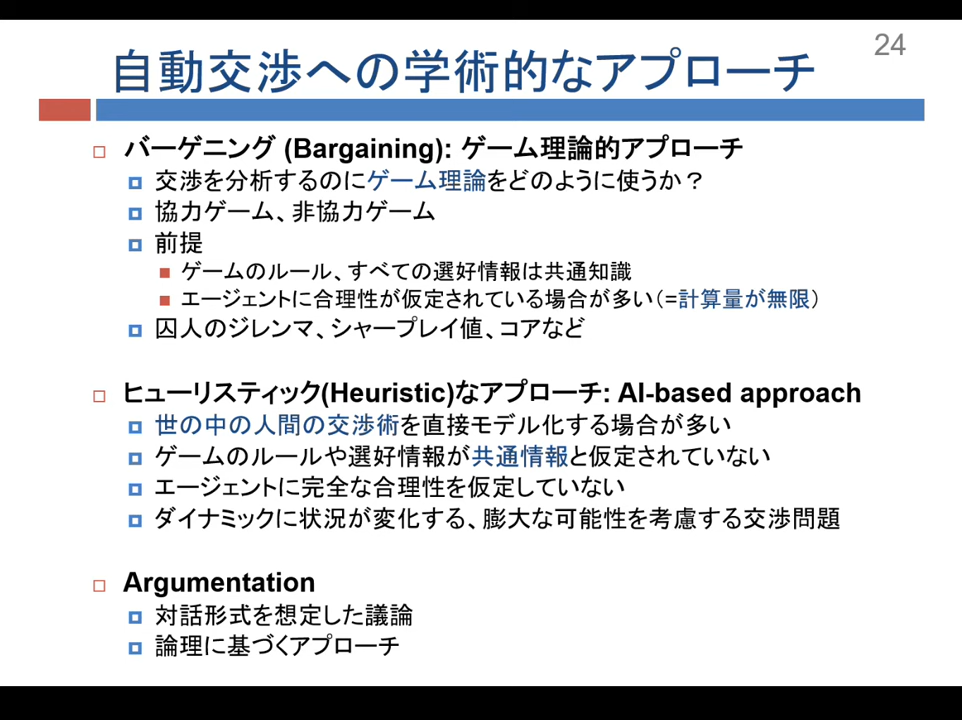 24
自動交渉への学術的なアプローチ
バーゲニング (Bargaining): ゲーム理論的アプローチ
交渉を分析するのにゲーム理論をどのように使うか？
協力ゲーム、非協力ゲーム
前提
ゲームのルール、すべての選好情報は共通知識
エージェントに合理性が仮定されている場合が多い（=計算量が無限）
囚人のジレンマ、シャープレイ値、コアなど
ヒューリスティック(Heuristic)なアプローチ: AI-based approach
世の中の人間の交渉術を直接モデル化する場合が多い
ゲームのルールや選好情報が共通情報と仮定されていない
エージェントに完全な合理性を仮定していない
ダイナミックに状況が変化する、膨大な可能性を考慮する交渉問題
Argumentation
対話形式を想定した議論
論理に基づくアプローチ